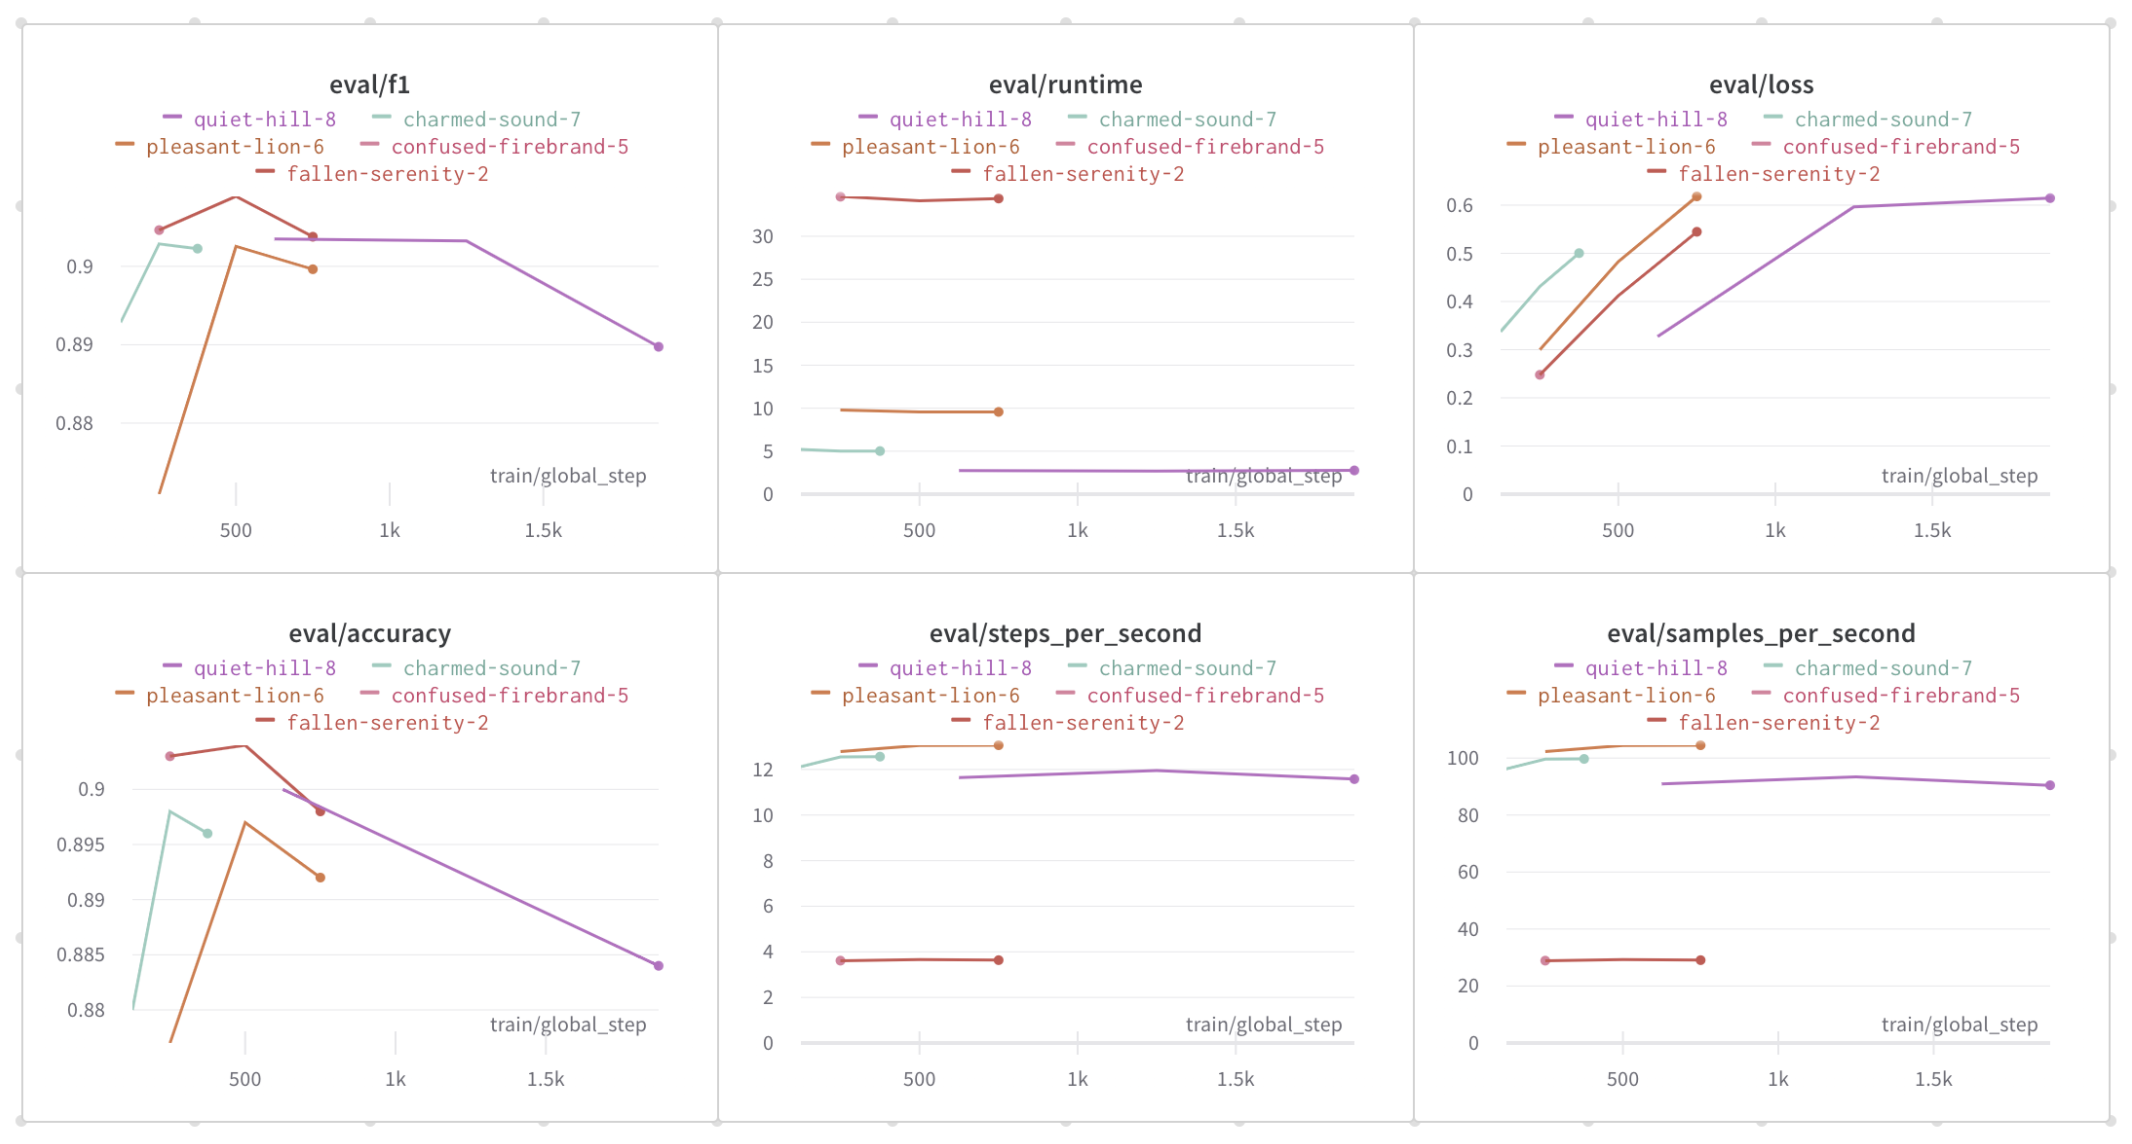 eval/f1
quiet-hill-8 charmed-sound-7
pleasant-lion-6 confused-firebrand-5
fallen-serenity-2
0.9
0.89
0.88
train/global_step
500 1k 1.5k
eval/runtime
quiet-hill-8 charmed-sound-7
pleasant-lion-6 confused-firebrand-5
fallen-serenity-2
30
25
20
15
10
5
train/global_step
0
500 1k 1.5k
eval/loss
quiet-hill-8 charmed-sound-7
pleasant-lion-6 confused-firebrand-5
fallen-serenity-2
0.6
0.5
0.4
0.3
0.2
0.1
train/global_step
0
500 1k 1.5k
eval/accuracy
quiet-hill-8 charmed-sound-7
pleasant-lion-6 confused-firebrand-5
fallen-serenity-2
0.9
0.895
0.89
0.885
0.88
train/global_step
500 1k 1.5k
eval/steps_per_second
quiet-hill-8 charmed-sound-7
pleasant-lion-6 confused-firebrand-5
fallen-serenity-2
12
10
8
6
4
2
train/global_step
0
500 1k 1.5k
eval/samples_per_second
quiet-hill-8 charmed-sound-7
pleasant-lion-6 confused-firebrand-5
fallen-serenity-2
100
80
60
40
20
train/global_step
0
500 1k 1.5k